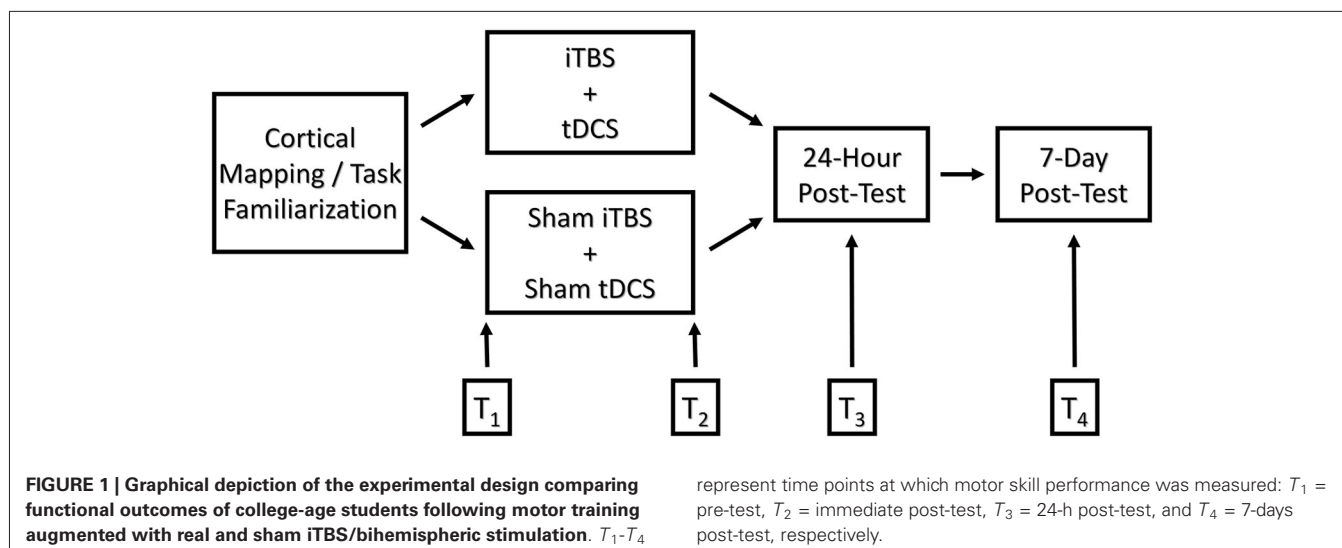 Cortical
Mapping / Task
Familiarization
iTBS
+
tDCS
Sham iTBS
+
Sham tDCS
24-Hour
Post-Test
7-Day
Post-Test
T₁
T₂
T₃
T₄
FIGURE 1 | Graphical depiction of the experimental design comparing
functional outcomes of college-age students following motor training
augmented with real and sham iTBS/bihemispheric stimulation. T₁-T₄
represent time points at which motor skill performance was measured: T₁ =
pre-test, T₂ = immediate post-test, T₃ = 24-h post-test, and T₄ = 7-days
post-test, respectively.